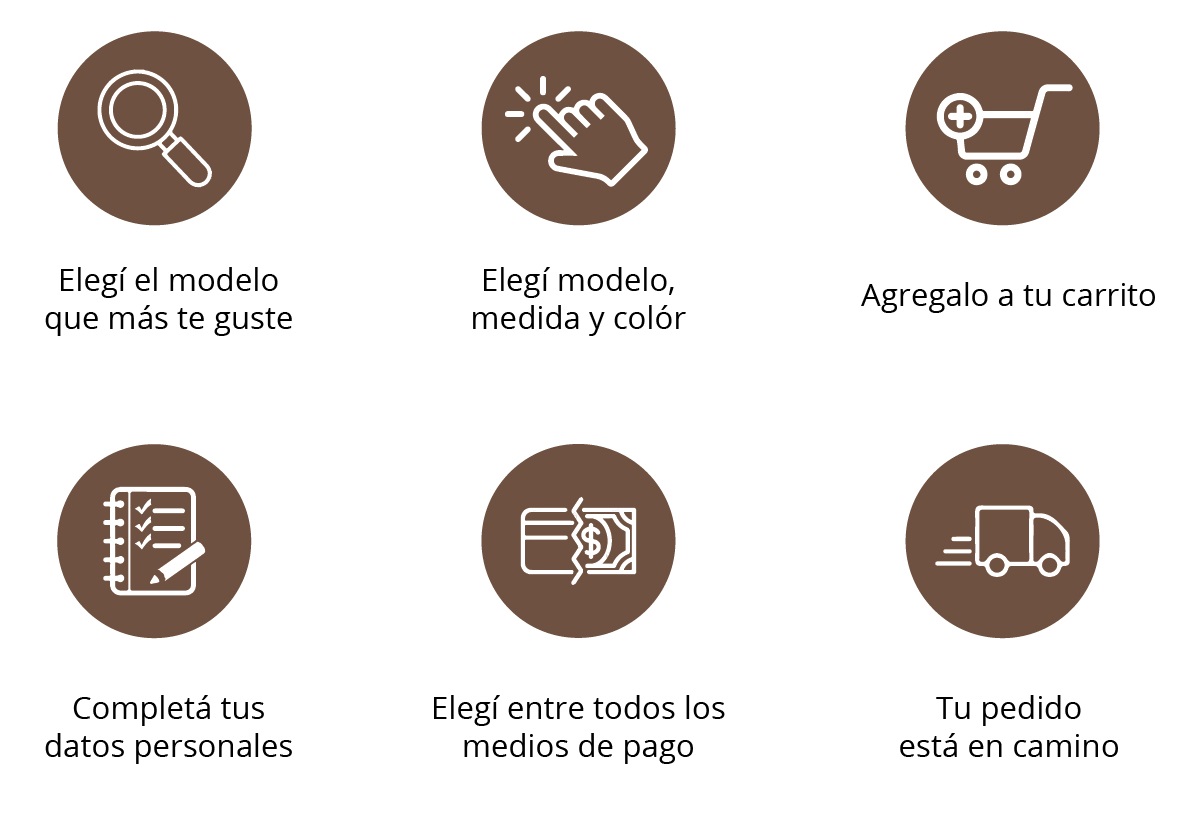 Elegí el modelo
que más te guste
Elegí modelo,
medida y colór
Agregalo a tu carrito
Completá tus
datos personales
Elegí entre todos los
medios de pago
Tu pedido
está en camino